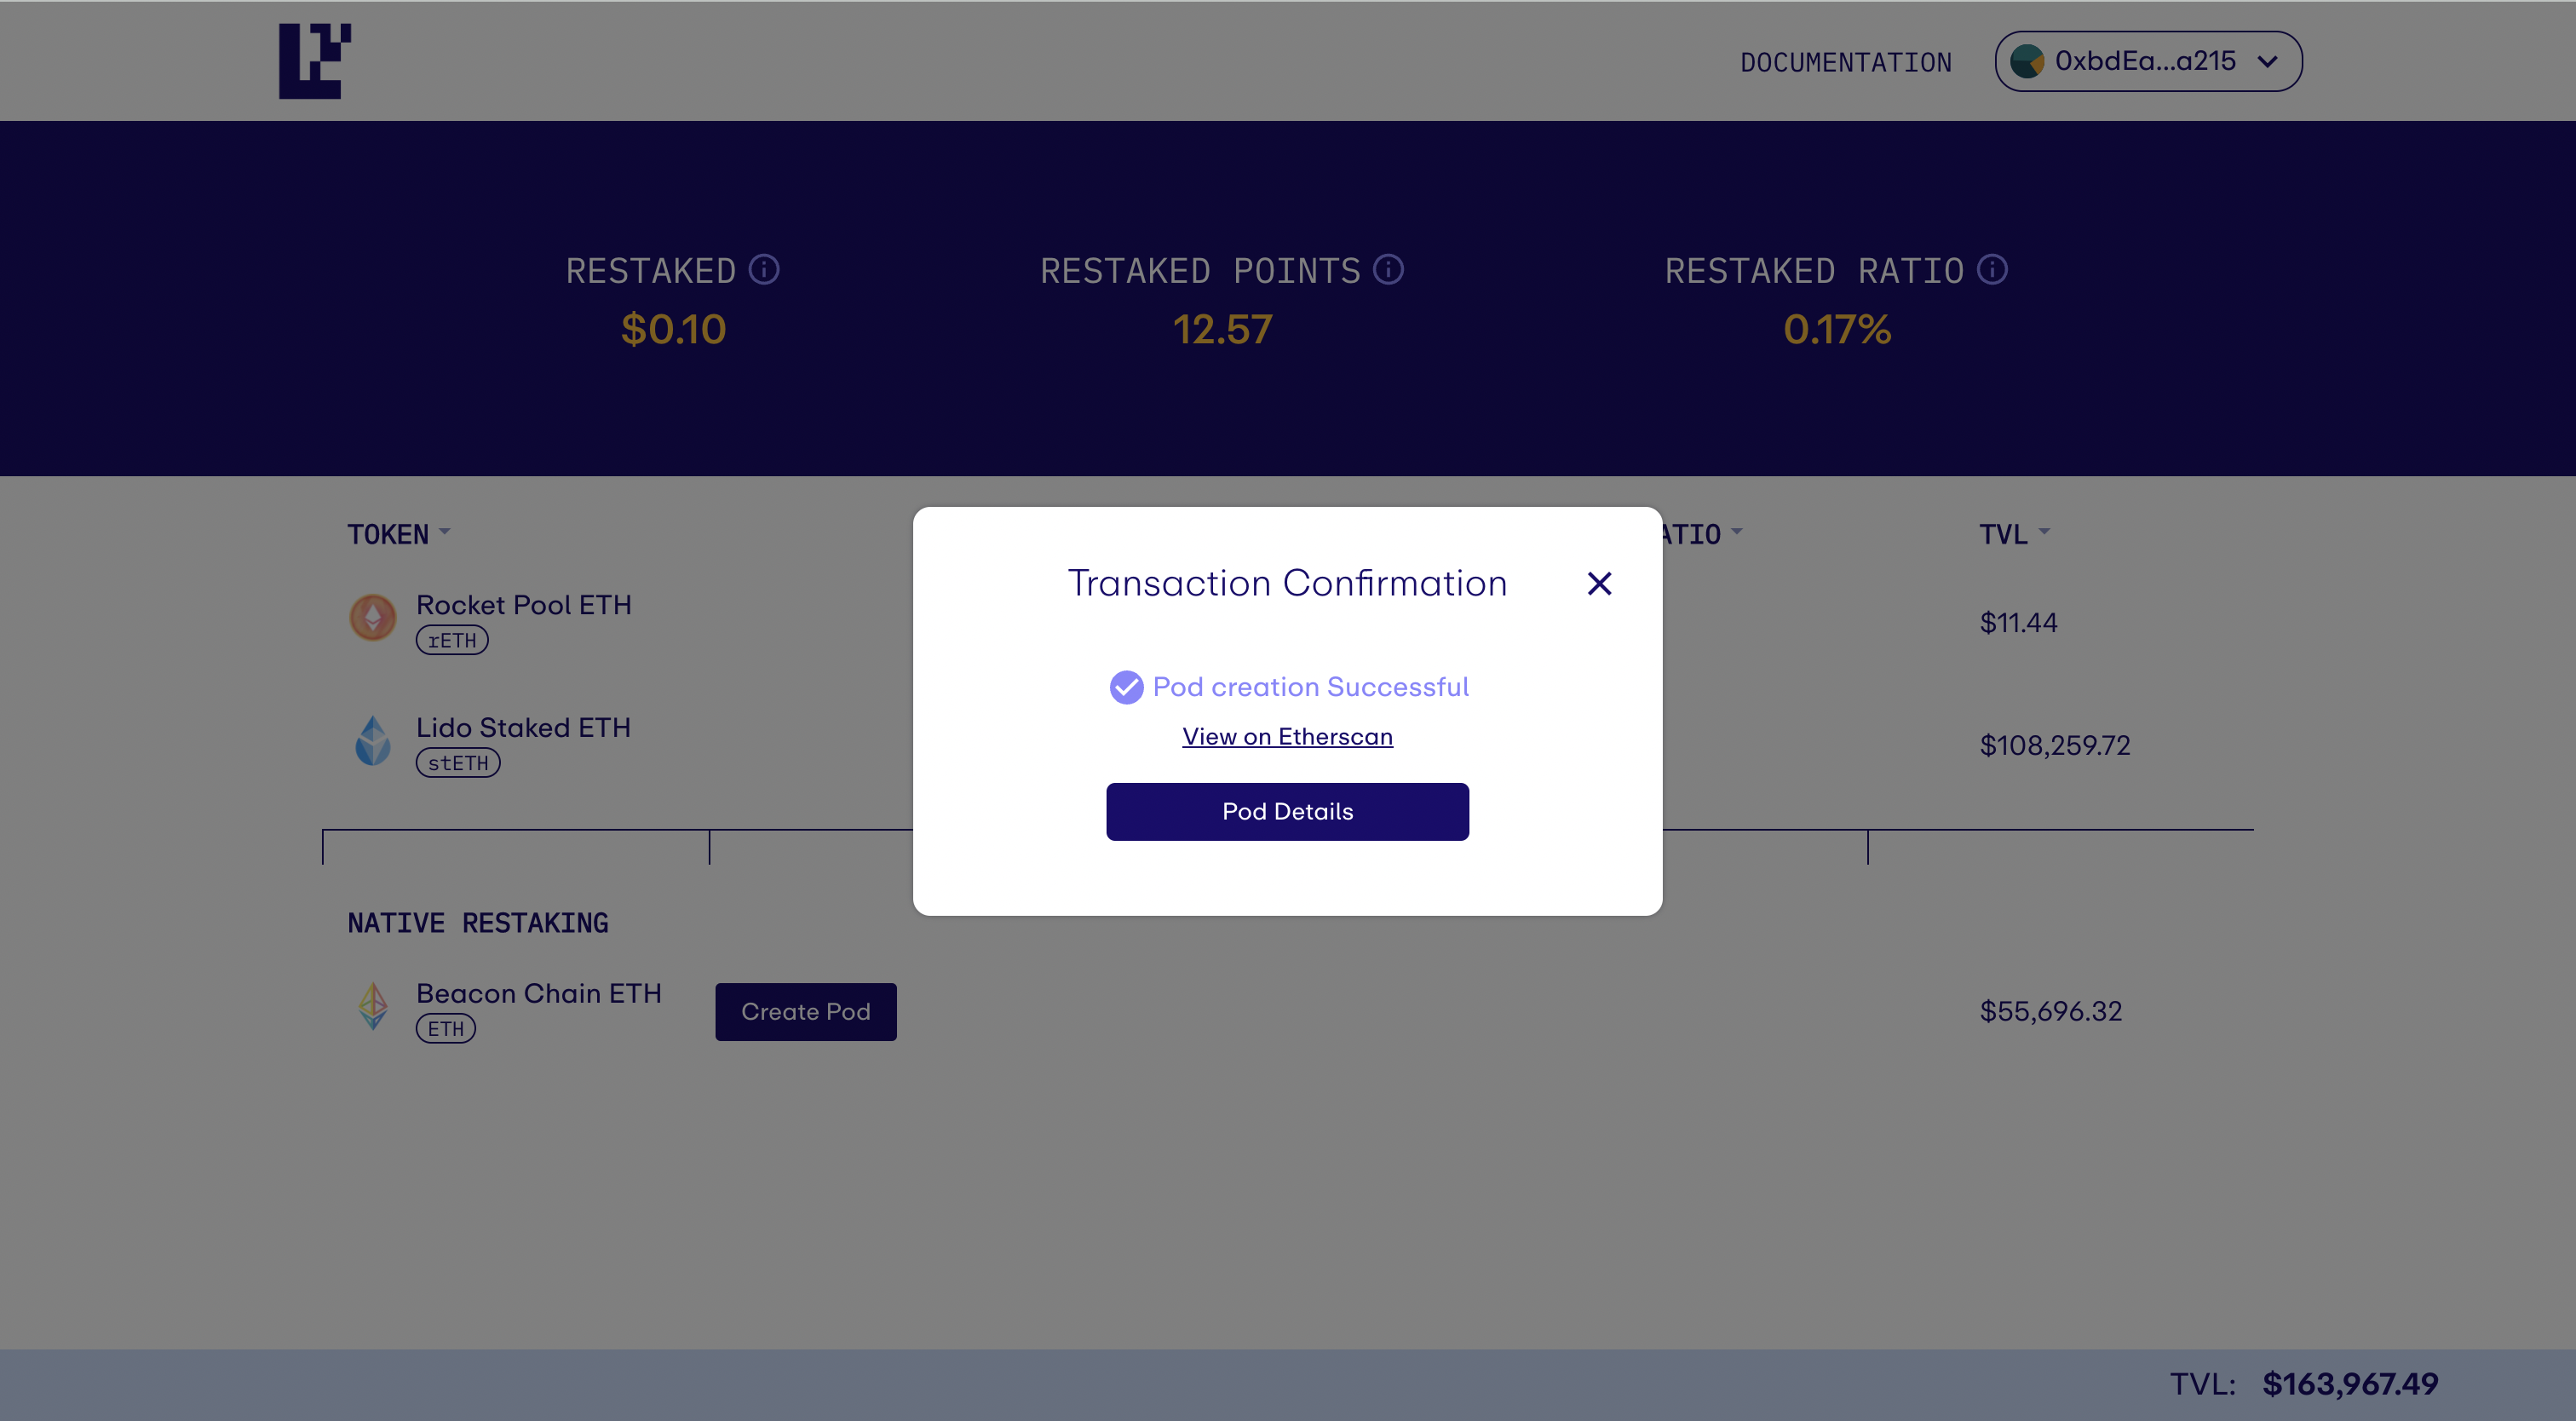 DOCUMENTATION
0xbdEa...a215
RESTAKED
$0.10
RESTAKED POINTS
12.57
RESTAKED RATIO
0.17%
TOKEN
TVL
Rocket Pool ETH
rETH
$11.44
Lido Staked ETH
stETH
$108,259.72
Transaction Confirmation
Pod creation Successful
View on Etherscan
Pod Details
NATIVE RESTAKING
Beacon Chain ETH
ETH
Create Pod
$55,696.32
TVL: $163,967.49